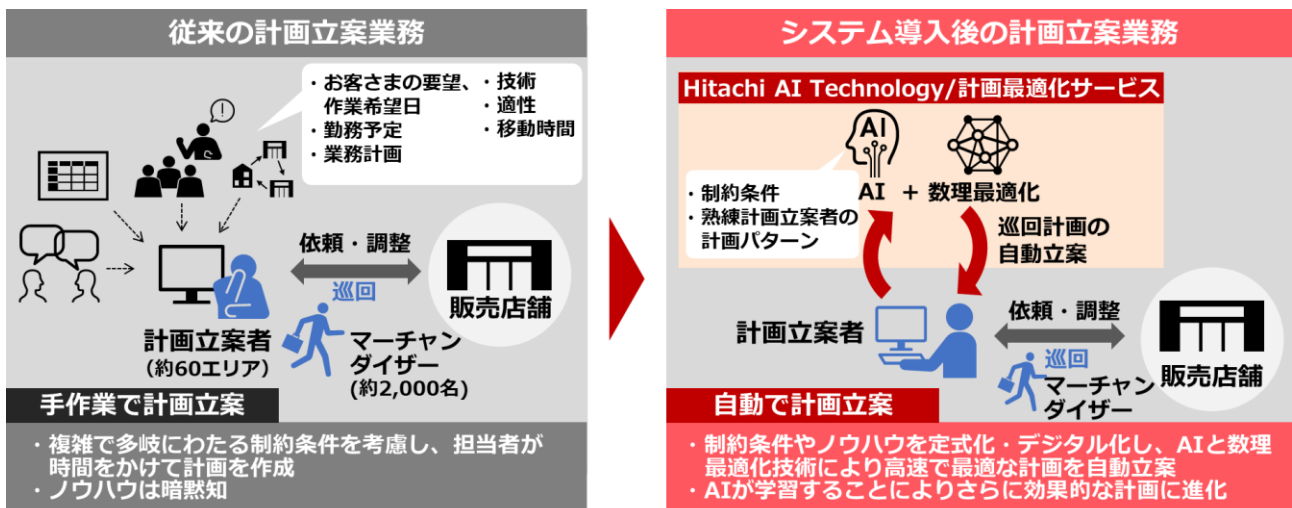 従来の計画立案業務
・お客さまの要望、
作業希望日
・勤務予定
・業務計画
・技術
・適性
・移動時間
依頼・調整
巡回
販売店舗
計画立案者
(約60エリア)
マーチャン
ダイザー
(約2,000名)
手作業で計画立案
・複雑で多岐にわたる制約条件を考慮し、担当者が
時間をかけて計画を作成
・ノウハウは暗黙知
システム導入後の計画立案業務
Hitachi AI Technology/計画最適化サービス
AI
AI + 数理最適化
・制約条件
・熟練計画立案者の
計画パターン
巡回計画の
自動立案
計画立案者
依頼・調整
巡回
マーチャン
ダイザー
販売店舗
自動で計画立案
・制約条件やノウハウを定式化・デジタル化し、AIと数理
最適化技術により高速で最適な計画を自動立案
・AIが学習することによりさらに効果的な計画に進化